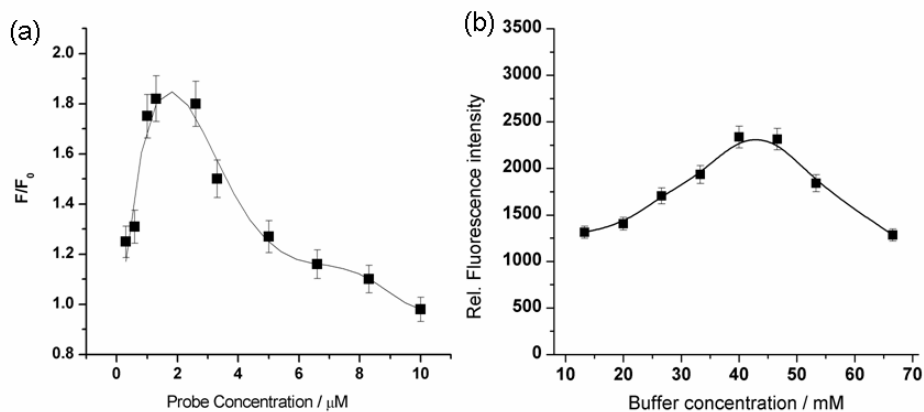 (a)
2.0
1.8
1.6
1.4
1.2
1.0
0.8
F/F0
0 2 4 6 8 10
Probe Concentration / μM
(b)
3500
3000
2500
2000
1500
1000
500
0
Rel. Fluorescence intensity
10 20 30 40 50 60 70
Buffer concentration / mM